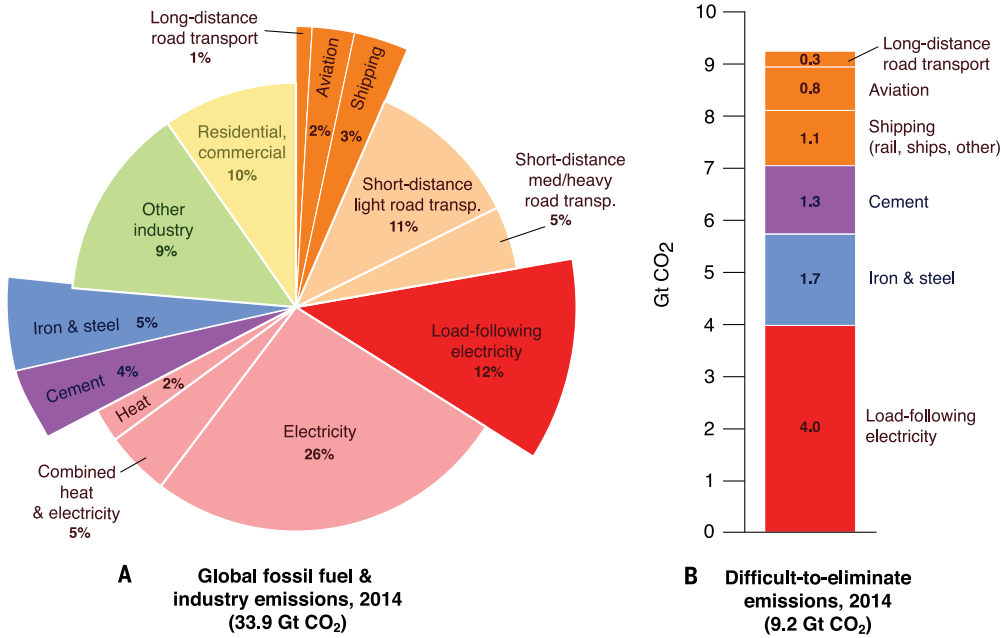 Long-distance
road transport
1%
Aviation
2%
Shipping
3%
Short-distance
light road transp.
11%
Short-distance
med/heavy
road transp.
5%
Load-following
electricity
12%
Electricity
26%
Combined
heat
& electricity
5%
Heat 2%
Cement 4%
Iron & steel 5%
Other
industry
9%
Residential,
commercial
10%
A Global fossil fuel &
industry emissions, 2014
(33.9 Gt CO₂)
Gt CO₂
10
9
8
7
6
5
4
3
2
1
0
0.3
Long-distance
road transport
0.8 Aviation
1.1
Shipping
(rail, ships, other)
1.3 Cement
1.7 Iron & steel
4.0
Load-following
electricity
B Difficult-to-eliminate
emissions, 2014
(9.2 Gt CO₂)